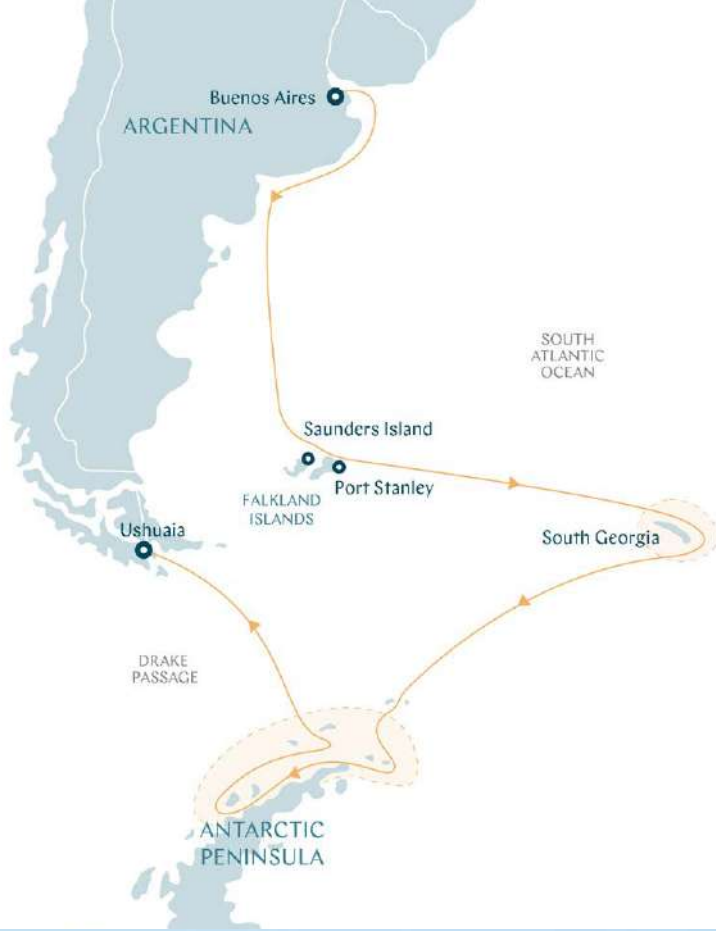 Buenos Aires
ARGENTINA
SOUTH
ATLANTIC
OCEAN
Saunders Island
Port Stanley
FALKLAND
ISLANDS
Ushuaia
South Georgia
DRAKE
PASSAGE
ANTARCTIC
PENINSULA